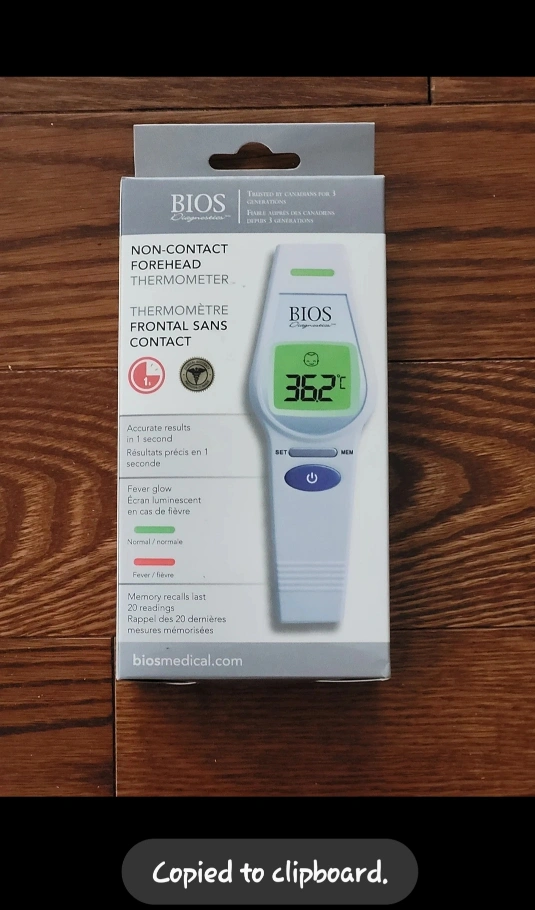 BIOS
Diagnostics™
TRUSTED BY CANADIANS FOR 3
GENERATIONS
FIABLE AUPRÈS DES CANADIENS
DEPUIS 3 GÉNÉRATIONS
NON-CONTACT
FOREHEAD
THERMOMETER
THERMOMÈTRE
FRONTAL SANS
CONTACT
1s
Accurate results
in 1 second
Résultats précis en 1
seconde
Fever glow
Écran luminescent
en cas de fièvre
Normal / normale
Fever / fièvre
Memory recalls last
20 readings
Rappel des 20 dernières
mesures mémorisées
BIOS
Diagnostics™
36.2°C
SET
MEM
biosmedical.com
Copied to clipboard.